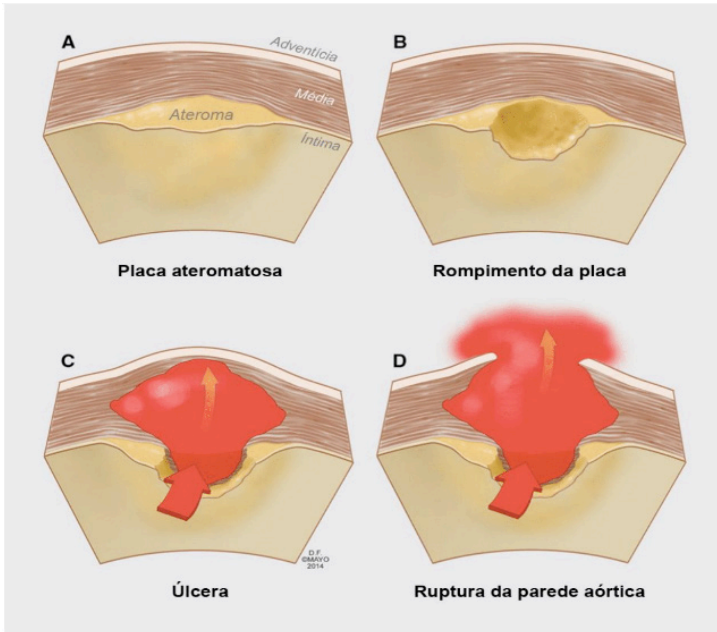 A
Adventícia
Média
Ateroma
Íntima
Placa ateromatosa
B
Rompimento da placa
C
D.F.
©MAYO
2014
Úlcera
D
Ruptura da parede aórtica